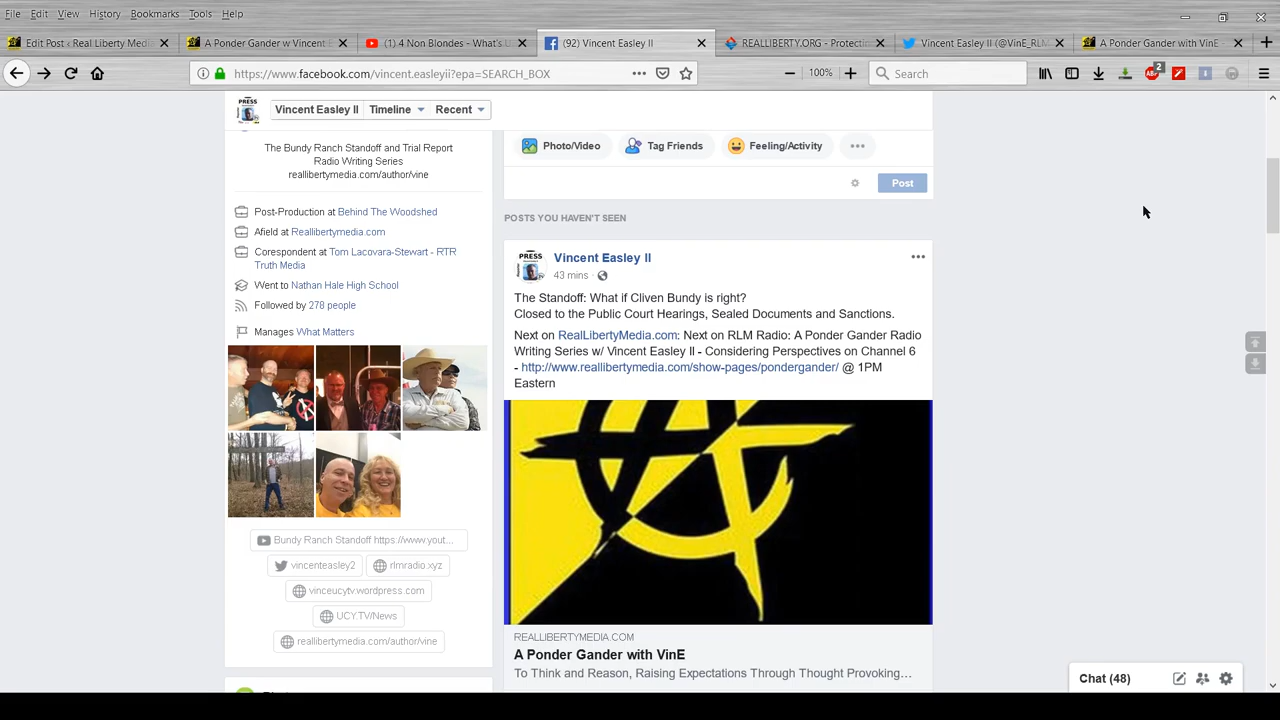 File Edit View History Bookmarks Tools Help
Edit Post ‹ Real Liberty Medi
A Ponder Gander w Vincent E
(1) 4 Non Blondes - What's U
(92) Vincent Easley II
REALLIBERTY.ORG - Protectin
Vincent Easley II (@VinE_RLM
A Ponder Gander with VinE -
https://www.facebook.com/vincent.easleyii?epa=SEARCH_BOX
100%
Search
2
PRESS
Vincent Easley II
Timeline
Recent
The Bundy Ranch Standoff and Trial Report
Radio Writing Series
reallibertymedia.com/author/vine
Post-Production at Behind The Woodshed
Afield at Reallibertymedia.com
Corespondent at Tom Lacovara-Stewart - RTR
Truth Media
Went to Nathan Hale High School
Followed by 278 people
Manages What Matters
Bundy Ranch Standoff https://www.yout...
vincenteasley2
rlmradio.xyz
vinceucytv.wordpress.com
UCY.TV/News
reallibertymedia.com/author/vine
Photo/Video
Tag Friends
Feeling/Activity
Post
POSTS YOU HAVEN'T SEEN
PRESS
Vincent Easley II
43 mins ·
The Standoff: What if Cliven Bundy is right?
Closed to the Public Court Hearings, Sealed Documents and Sanctions.
Next on RealLibertyMedia.com: Next on RLM Radio: A Ponder Gander Radio
Writing Series w/ Vincent Easley II - Considering Perspectives on Channel 6
- http://www.reallibertymedia.com/show-pages/pondergander/ @ 1PM
Eastern
REALLIBERTYMEDIA.COM
A Ponder Gander with VinE
To Think and Reason, Raising Expectations Through Thought Provoking...
Chat (48)